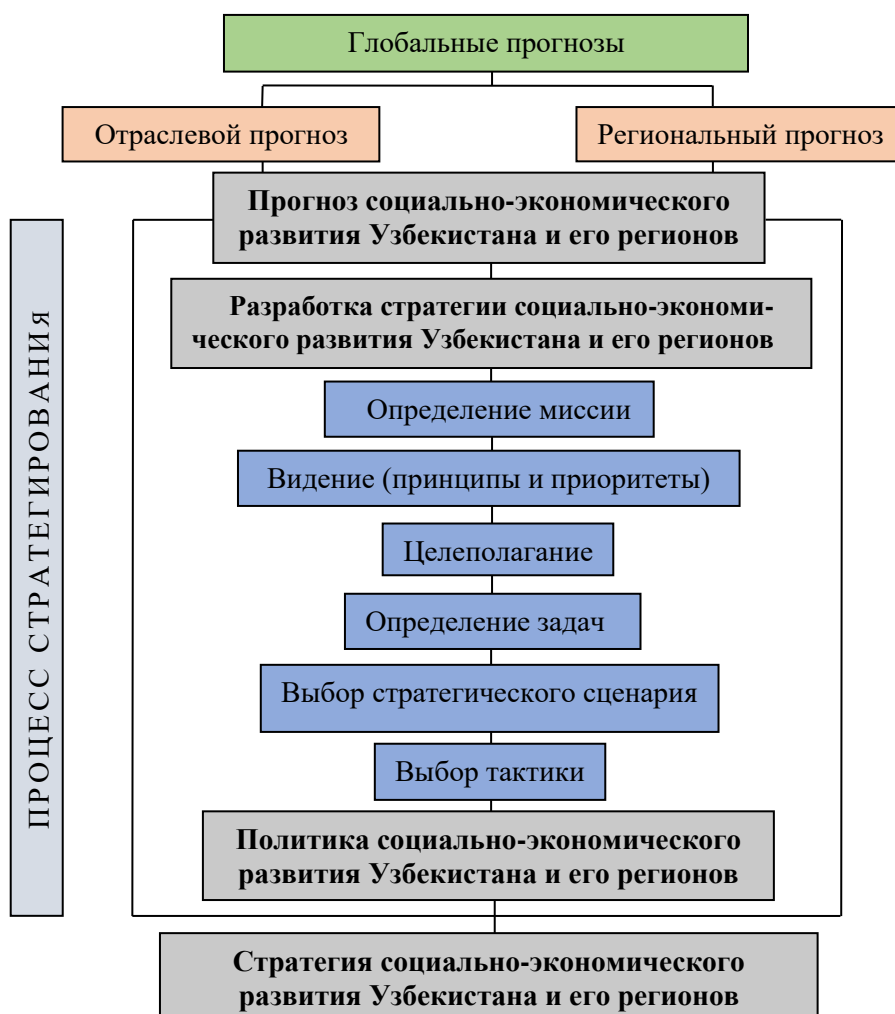 Глобальные прогнозы
Отраслевой прогноз
Региональный прогноз
Прогноз социально-экономического
развития Узбекистана и его регионов
ПРОЦЕСС СТРАТЕГИРОВАНИЯ
Разработка стратегии социально-экономи-
ческого развития Узбекистана и его регионов
Определение миссии
Видение (принципы и приоритеты)
Целеполагание
Определение задач
Выбор стратегического сценария
Выбор тактики
Политика социально-экономического
развития Узбекистана и его регионов
Стратегия социально-экономического
развития Узбекистана и его регионов